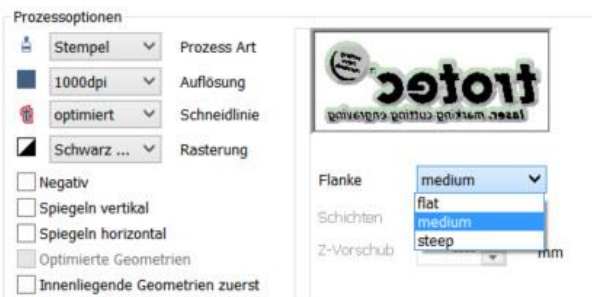 Prozessoptionen
Stempel Prozess Art
1000dpi Auflösung
optimiert Schneidlinie
Schwarz ... Rasterung
Negativ
Spiegeln vertikal
Spiegeln horizontal
Optimierte Geometrien
Innenliegende Geometrien zuerst
trotec
laser. marking cutting engraving
Flanke medium
flat
medium
steep
Schichten
Z-Vorschub mm